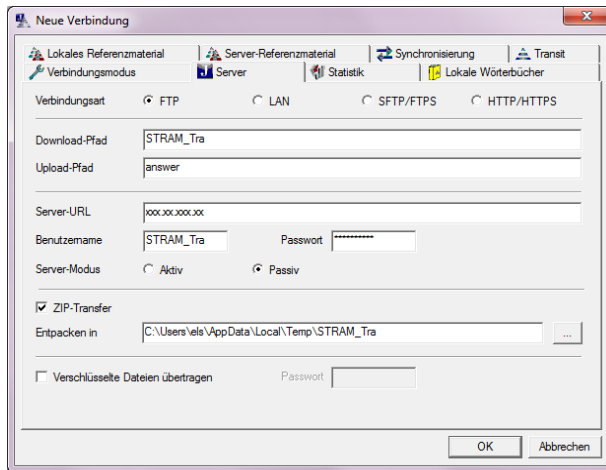 Neue Verbindung
Lokales Referenzmaterial Server-Referenzmaterial Synchronisierung Transit
Verbindungsmodus Server Statistik Lokale Wörterbücher
Verbindungsart FTP LAN SFTP/FTPS HTTP/HTTPS
Download-Pfad STRAM_Tra
Upload-Pfad answer
Server-URL xxx.xx.xxx.xx
Benutzername STRAM_Tra Passwort **********
Server-Modus Aktiv Passiv
ZIP-Transfer
Entpacken in C:\Users\els\AppData\Local\Temp\STRAM_Tra ...
Verschlüsselte Dateien übertragen Passwort
OK Abbrechen